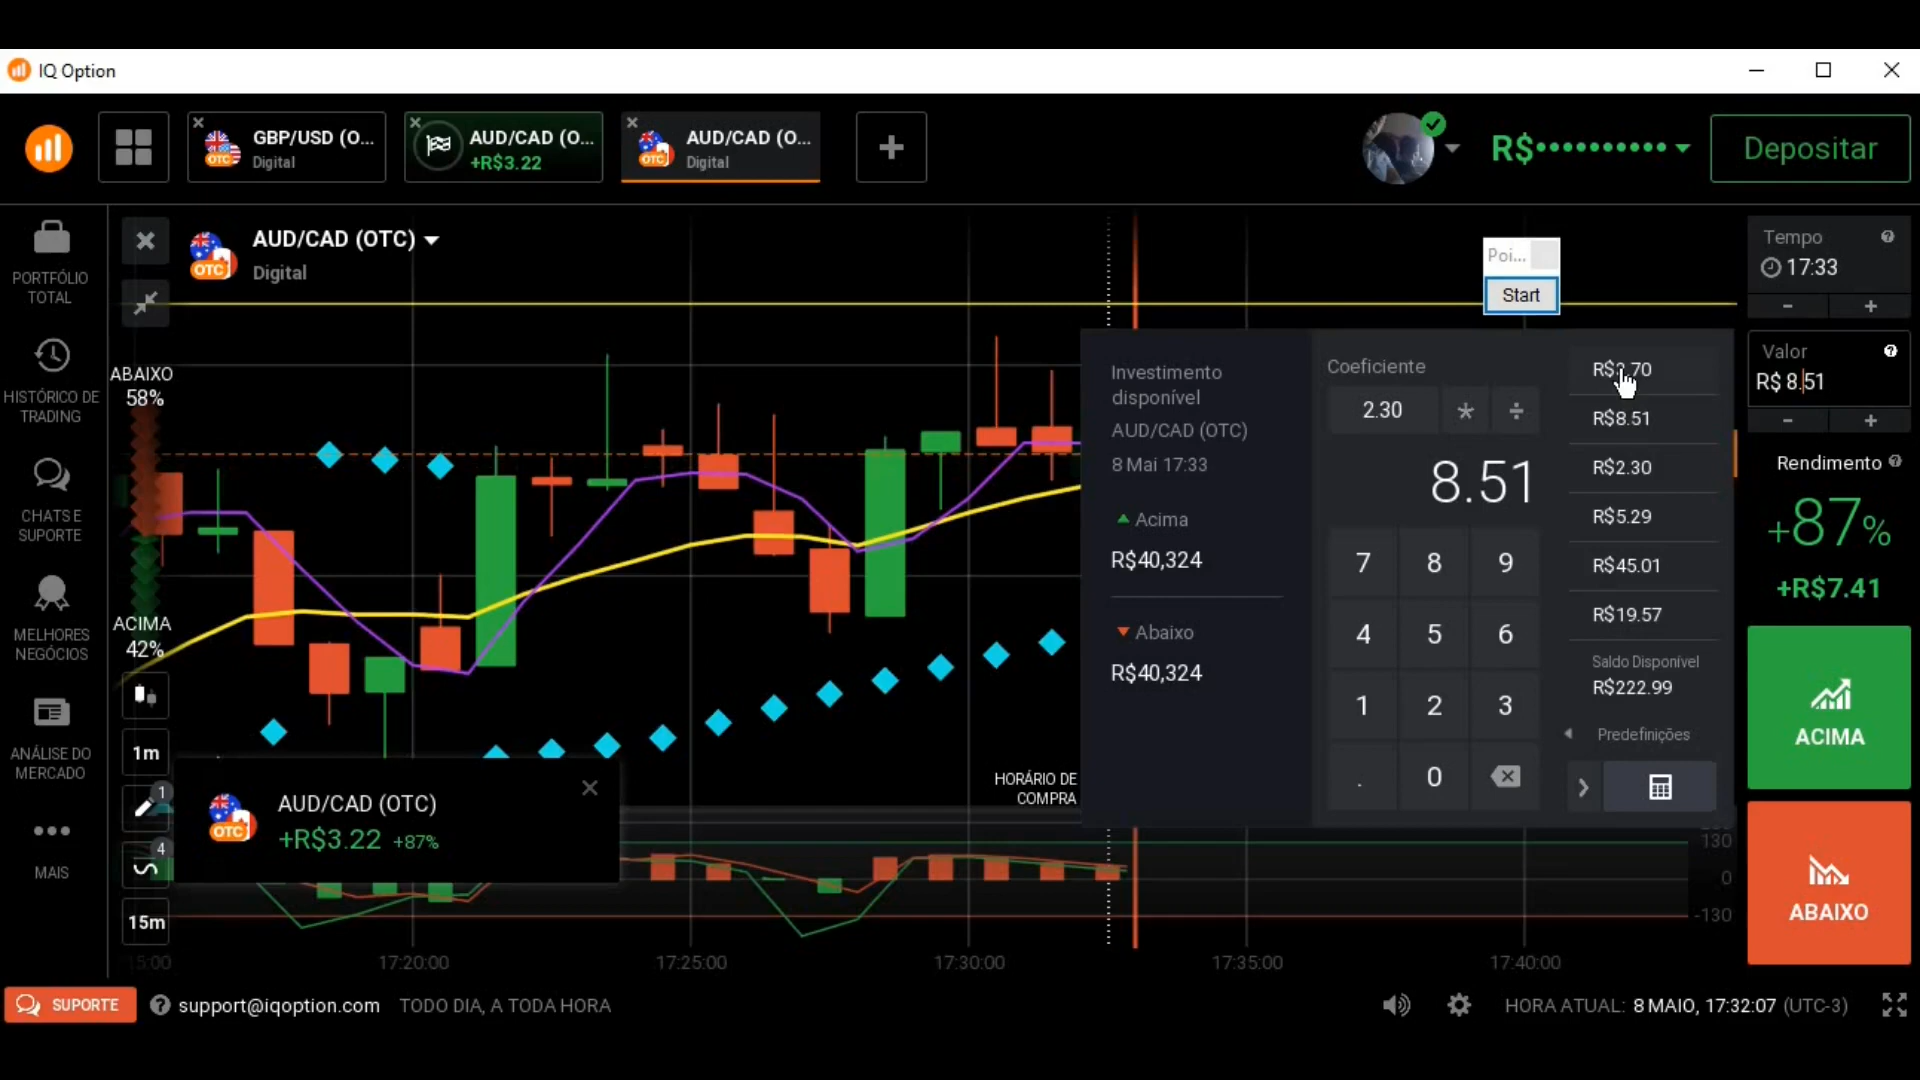 IQ Option
GBP/USD (O...
Digital
AUD/CAD (O...
+R$3.22
AUD/CAD (O...
Digital
R$•••••••••••
Depositar
PORTFÓLIO
TOTAL
HISTÓRICO DE
TRADING
CHATS E
SUPORTE
MELHORES
NEGÓCIOS
ANÁLISE DO
MERCADO
MAIS
AUD/CAD (OTC)
Digital
OTC
ABAIXO
58%
ACIMA
42%
1m
1
4
15m
AUD/CAD (OTC)
+R$3.22 +87%
OTC
HORÁRIO DE
COMPRA
Poi...
Start
Investimento
disponível
AUD/CAD (OTC)
8 Mai 17:33
Acima
R$40,324
Abaixo
R$40,324
Coeficiente
2.30 * ÷
8.51
7 8 9
4 5 6
1 2 3
. 0
R$8.51
R$2.30
R$5.29
R$45.01
R$19.57
Saldo Disponível
R$222.99
Predefinições
Tempo
17:33
- +
Valor
R$ 8.51
- +
Rendimento
+87%
+R$7.41
ACIMA
ABAIXO
130
0
-130
17:20:00 17:25:00 17:30:00 17:35:00 17:40:00
SUPORTE
support@iqoption.com TODO DIA, A TODA HORA
HORA ATUAL: 8 MAIO, 17:32:07 (UTC-3)